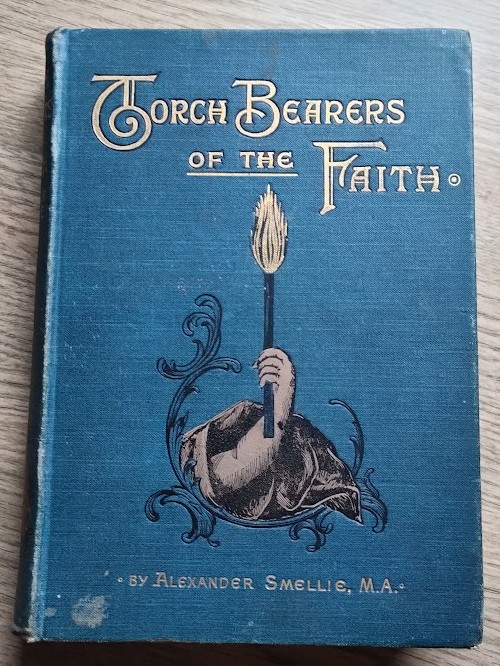 TORCH BEARERS
OF THE FAITH
BY ALEXANDER SMELLIE, M.A.